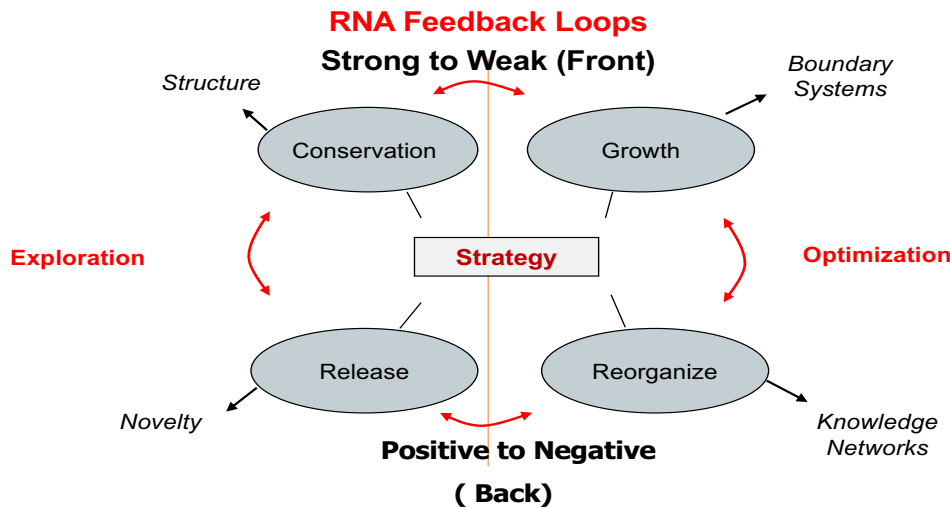 RNA Feedback Loops
Strong to Weak (Front)
Structure
Boundary
Systems
Conservation
Growth
Exploration
Strategy
Optimization
Release
Reorganize
Novelty
Knowledge
Networks
Positive to Negative
( Back)